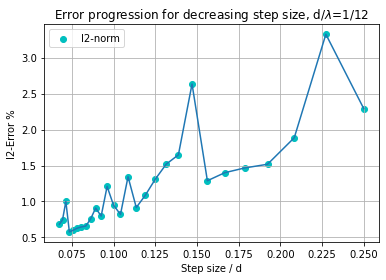 Error progression for decreasing step size, d/λ=1/12
l2-norm
l2-Error %
3.0
2.5
2.0
1.5
1.0
0.5
0.075 0.100 0.125 0.150 0.175 0.200 0.225 0.250
Step size / d